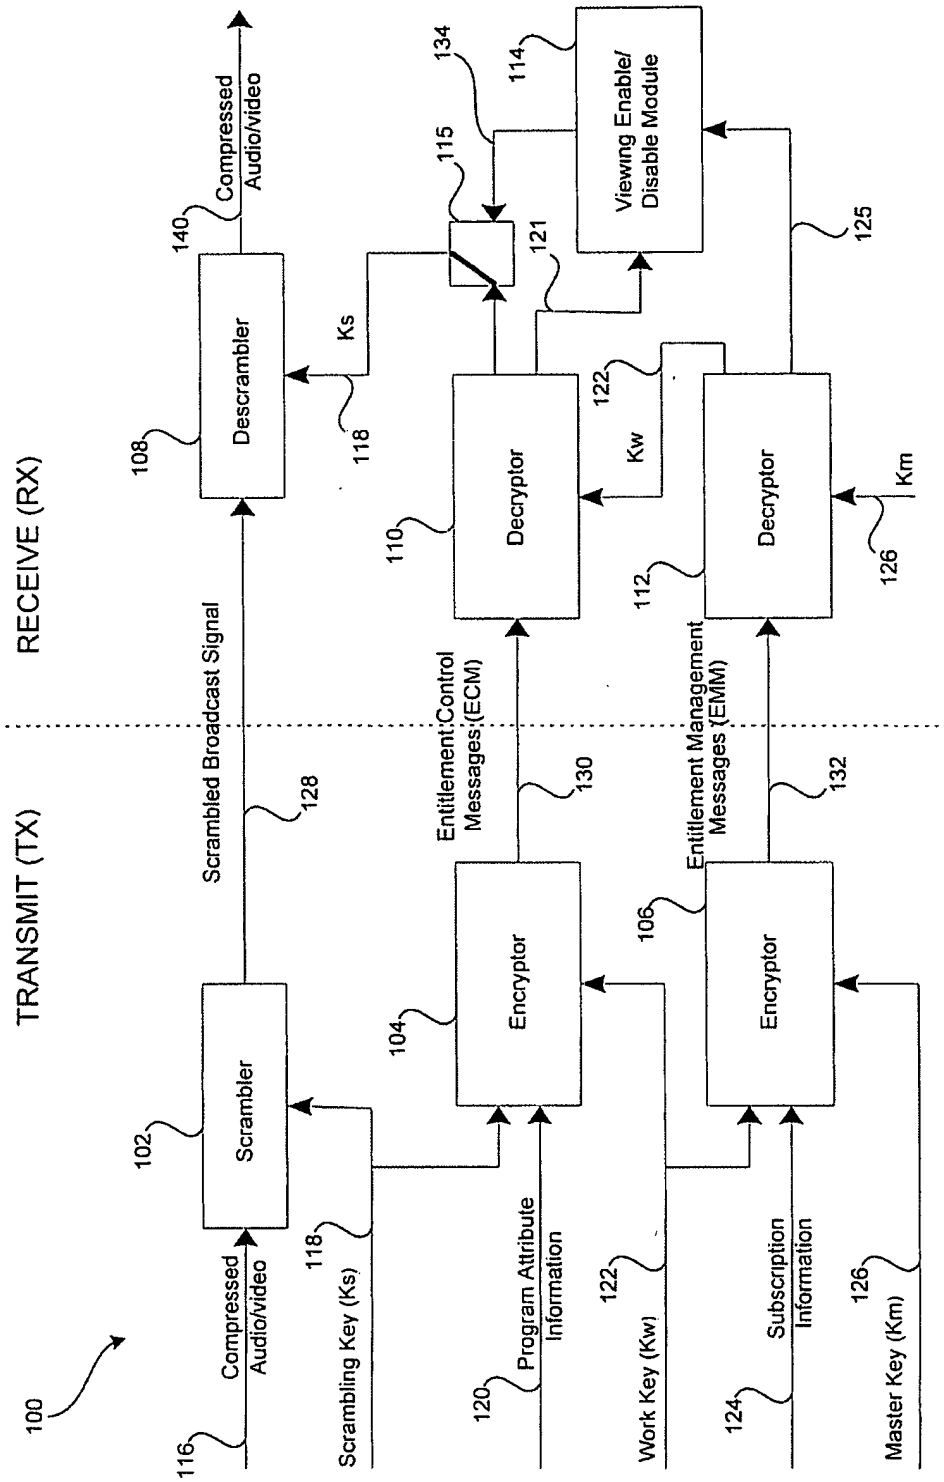 TRANSMIT (TX)
RECEIVE (RX)
100
116
Compressed
Audio/video
102
Scrambler
128
Scrambled Broadcast Signal
108
Descrambler
140
Compressed
Audio/video
Scrambling Key (Ks)
118
118
Ks
115
134
114
Viewing Enable/
Disable Module
120
Program Attribute
Information
104
Encryptor
130
Entitlement Control
Messages (ECM)
110
Decryptor
121
Work Key (Kw)
122
Kw
122
125
124
Subscription
Information
106
Encryptor
132
Entitlement Management
Messages (EMM)
112
Decryptor
Master Key (Km)
126
126
Km